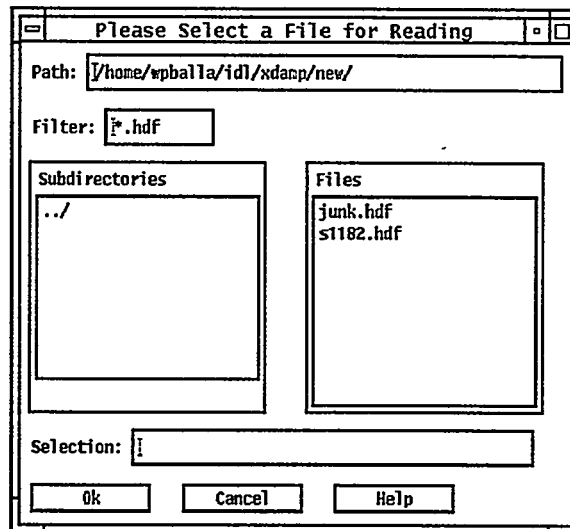 Please Select a File for Reading
Path: /home/wpballa/idl/xdamp/new/
Filter: *.hdf
Subdirectories
../
Files
junk.hdf
s1182.hdf
Selection:
Ok Cancel Help